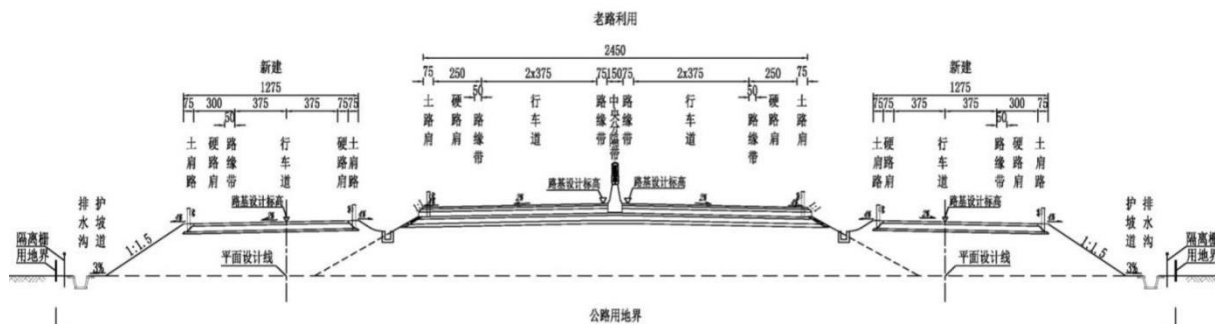 老路利用
2450
75 250 2x375 75 150 75 2x375 250 75
50 50
土路肩 硬路肩 路缘带 行车道 路缘带 中央分隔带 路缘带 行车道 路缘带 硬路肩 土路肩
新建
1275
75 300 375 375 75 75
50
土肩路 硬路肩 路缘带 行车道 硬路肩 土肩路
新建
1275
75 75 375 375 300 75
50
土肩路 硬路肩 行车道 路缘带 硬路肩 土肩路
路基设计标高 路基设计标高
路基设计标高 路基设计标高
排水沟 护坡道
护坡道 排水沟
1:1.5 1:1.5
1:1 1:1
隔离栅
用地界
3%
平面设计线 平面设计线
3%
隔离栅
用地界
公路用地界